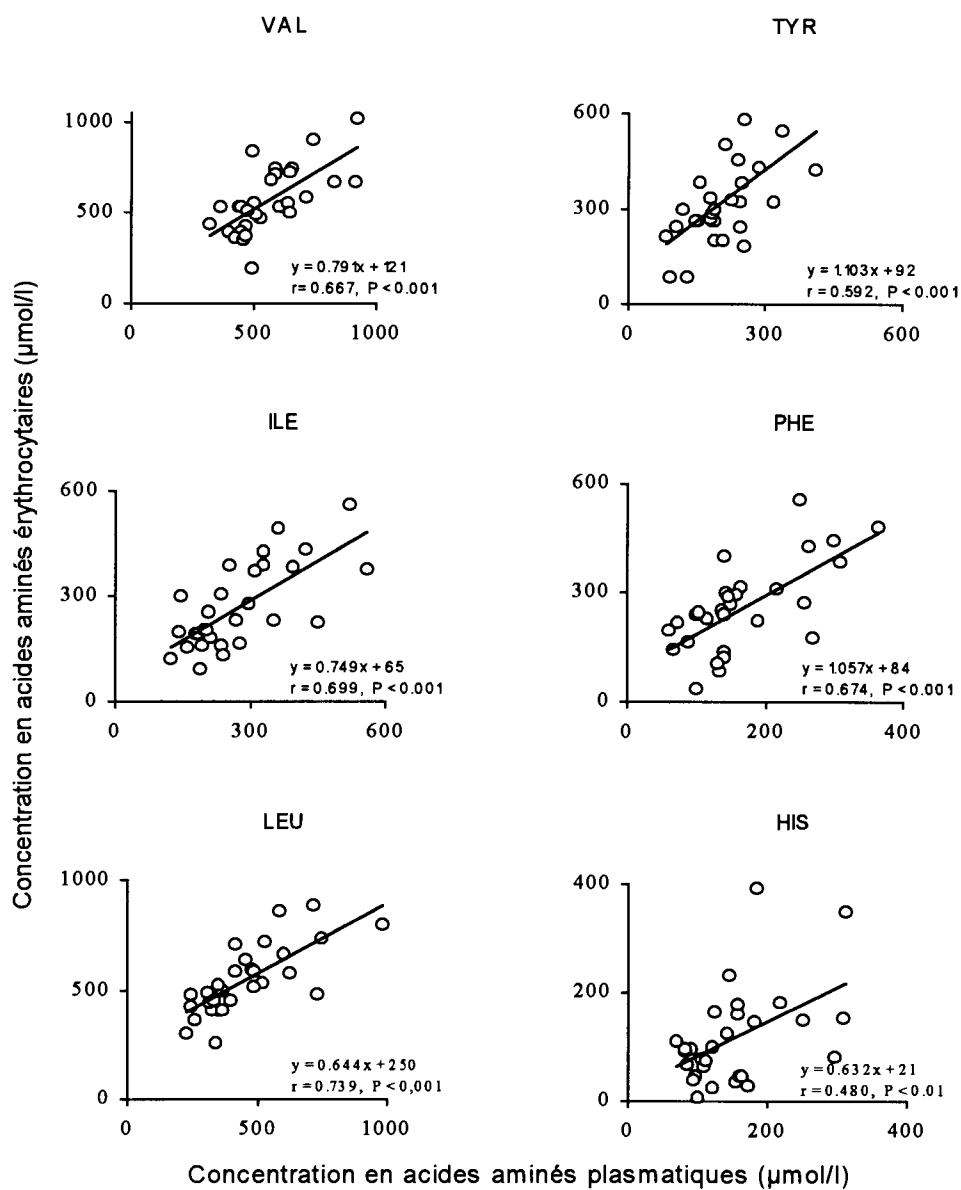 VAL
1000
500
0
0
500
1000
y = 0.791x + 121
r= 0.667, P < 0.001
TYR
600
300
0
0
300
600
y = 1.103x + 92
r = 0.592, P < 0.001
ILE
600
300
0
0
300
600
y = 0.749x + 65
r = 0.699, P < 0.001
PHE
600
300
0
0
200
400
y = 1.057x + 84
r = 0.674, P < 0.001
LEU
1000
500
0
0
500
1000
y = 0.644x + 250
r = 0.739, P < 0,001
HIS
400
200
0
0
200
400
y = 0.632x + 21
r = 0.480, P < 0.01
Concentration en acides aminés érythrocytaires (µmol/l)
Concentration en acides aminés plasmatiques (µmol/l)